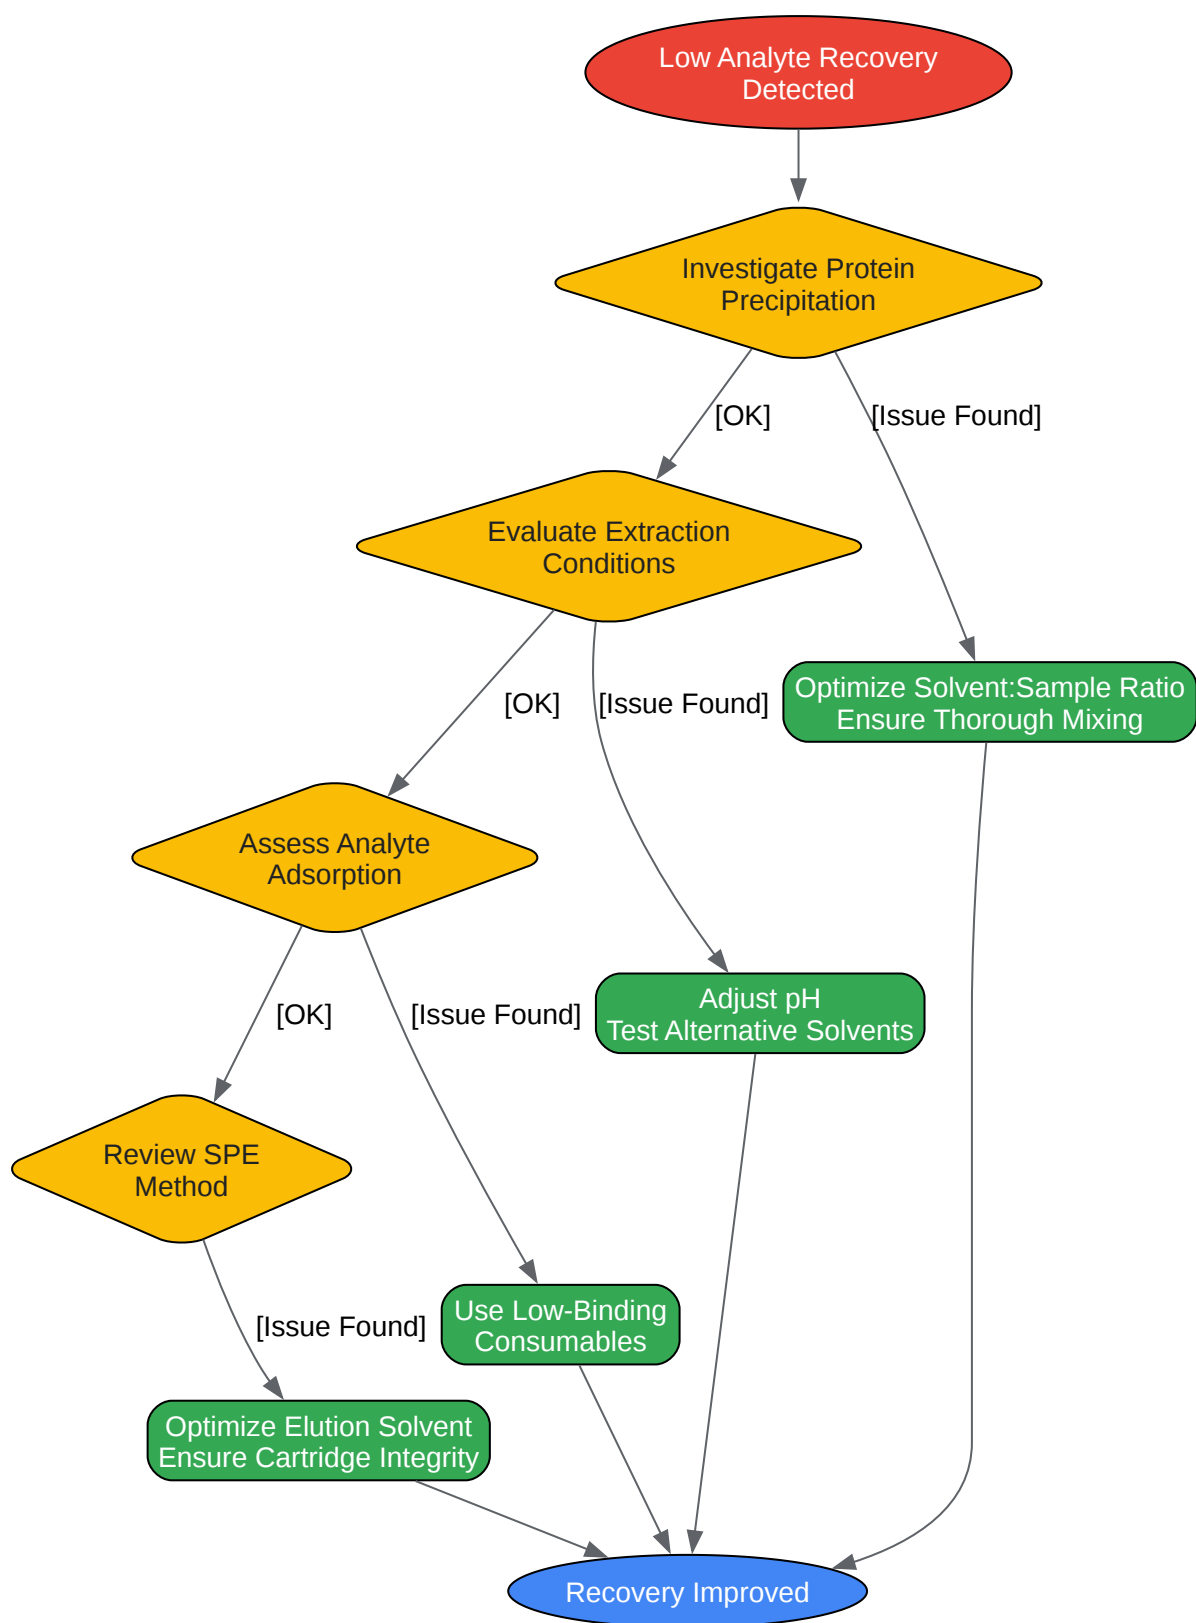 Low Analyte Recovery
Detected
Investigate Protein
Precipitation
[OK]
[Issue Found]
Evaluate Extraction
Conditions
Optimize Solvent:Sample Ratio
Ensure Thorough Mixing
[OK]
[Issue Found]
Assess Analyte
Adsorption
Adjust pH
Test Alternative Solvents
[OK]
[Issue Found]
Review SPE
Method
Use Low-Binding
Consumables
[Issue Found]
Optimize Elution Solvent
Ensure Cartridge Integrity
Recovery Improved